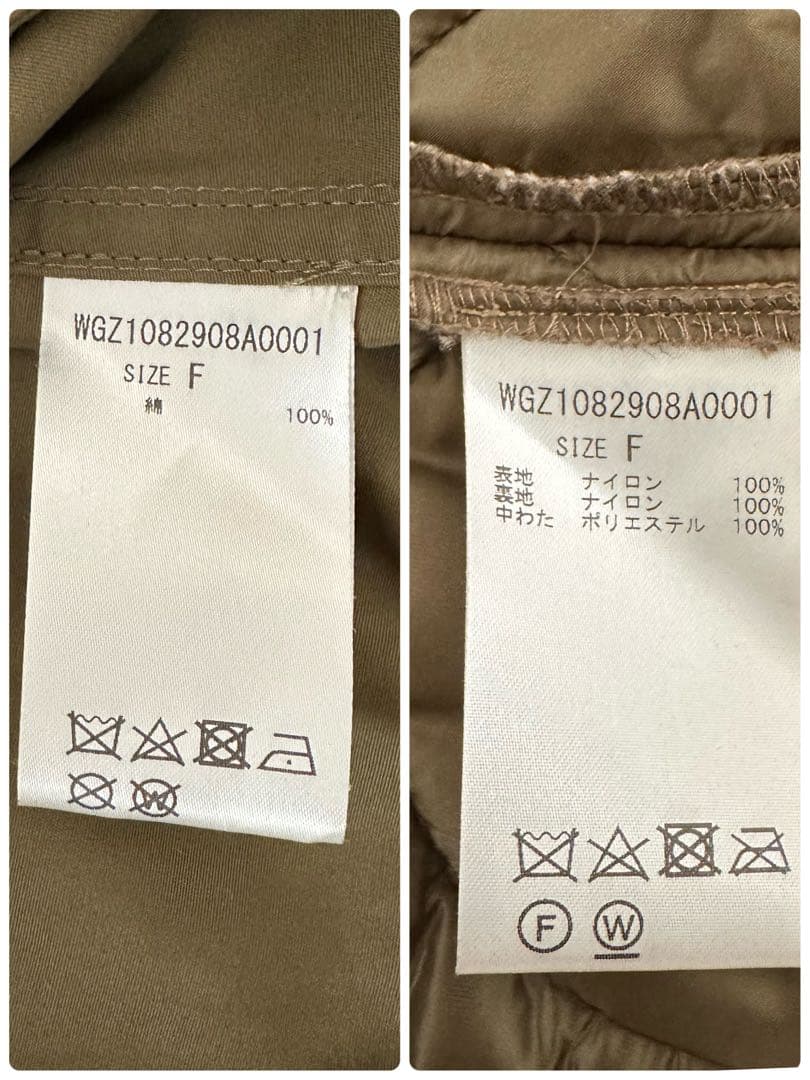 WGZ1082908A0001
SIZE F
綿 100%
W
WGZ1082908A0001
SIZE F
表地 ナイロン 100%
裏地 ナイロン 100%
中わた ポリエステル 100%
F W